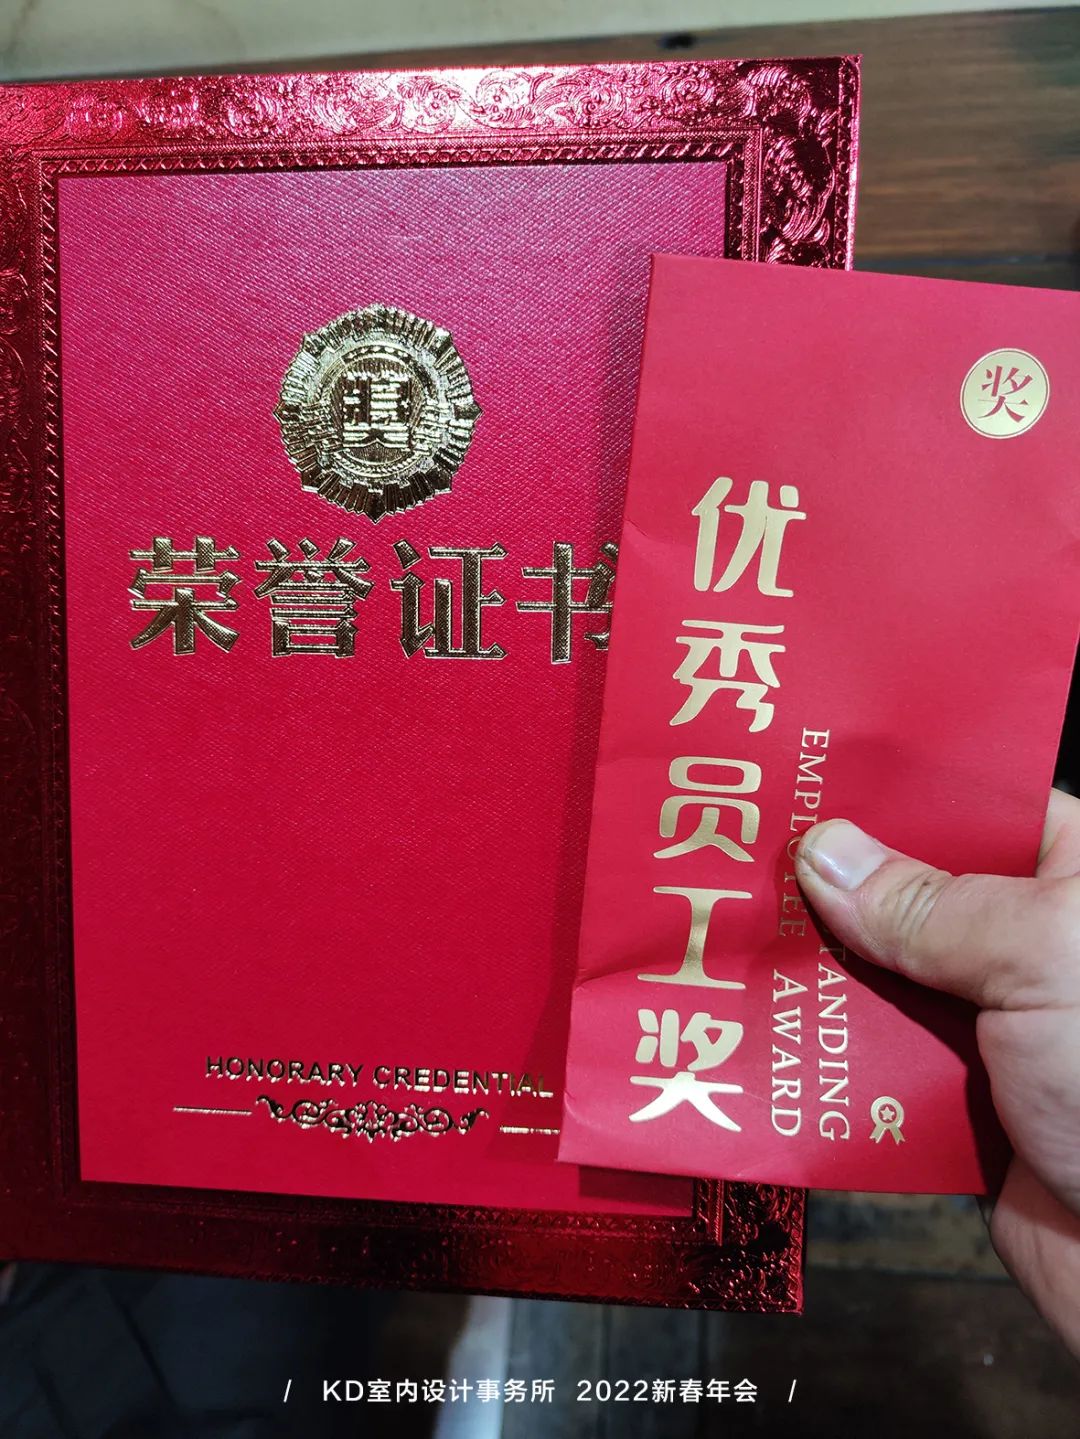 奖
荣誉证书
HONORARY CREDENTIAL
奖
优秀员工奖
EMPLOYEE AWARD
/ KD室内设计事务所 2022新春年会 /